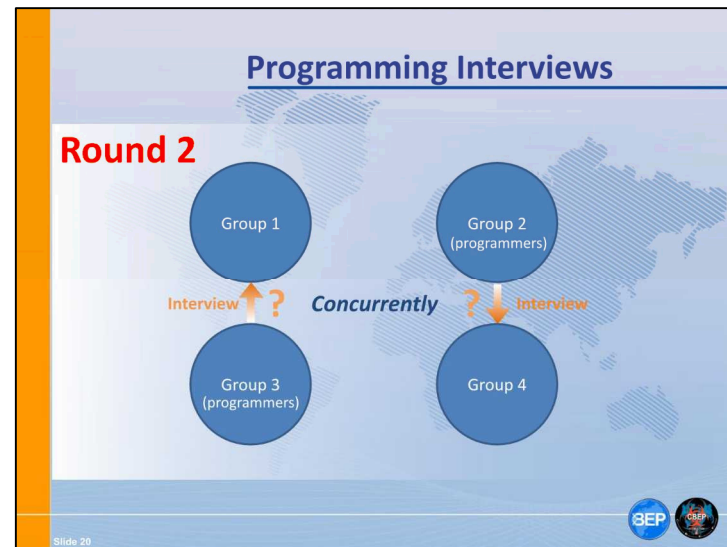 Programming Interviews
Round 2
Group 1
Group 2
(programmers)
Interview ? Concurrently ? Interview
Group 3
(programmers)
Group 4
BEP
CBEP
Slide 20